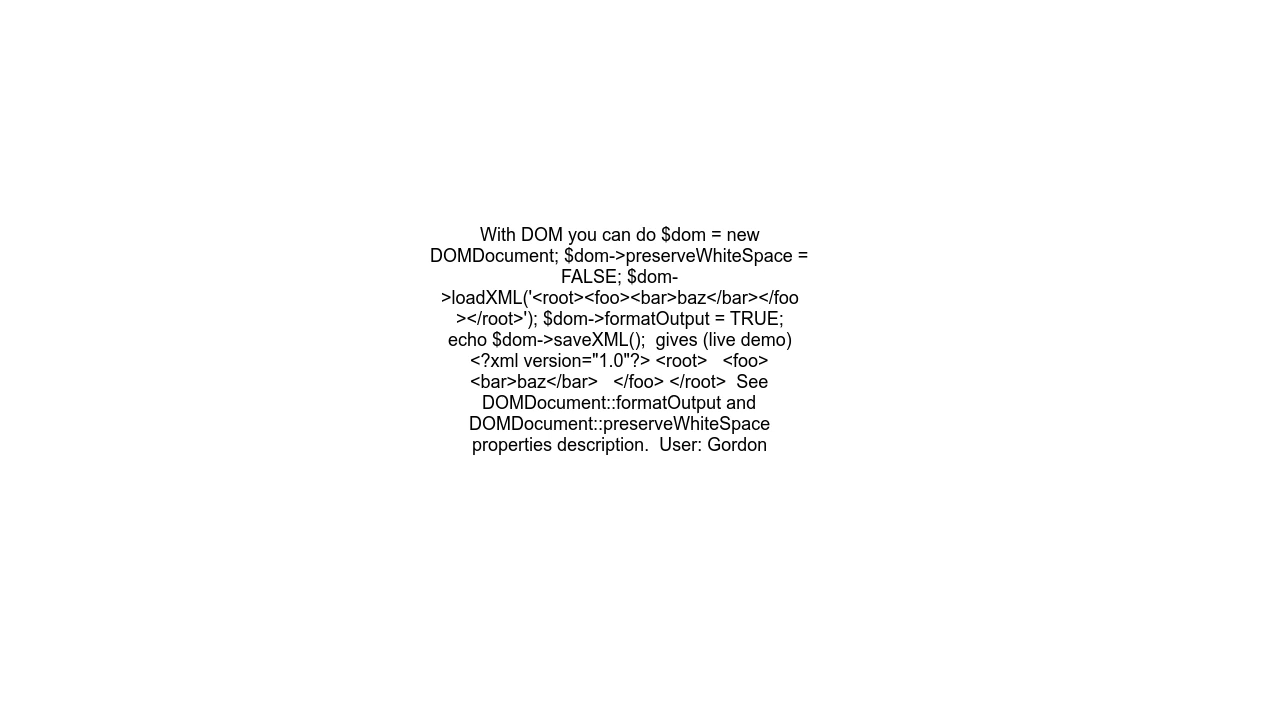 With DOM you can do $dom = new
DOMDocument; $dom->preserveWhiteSpace =
FALSE; $dom-
>loadXML('<root><foo><bar>baz</bar></foo
></root>'); $dom->formatOutput = TRUE;
echo $dom->saveXML();  gives (live demo)
<?xml version="1.0"?> <root>   <foo>
<bar>baz</bar>   </foo> </root>  See
DOMDocument::formatOutput and
DOMDocument::preserveWhiteSpace
properties description.  User: Gordon